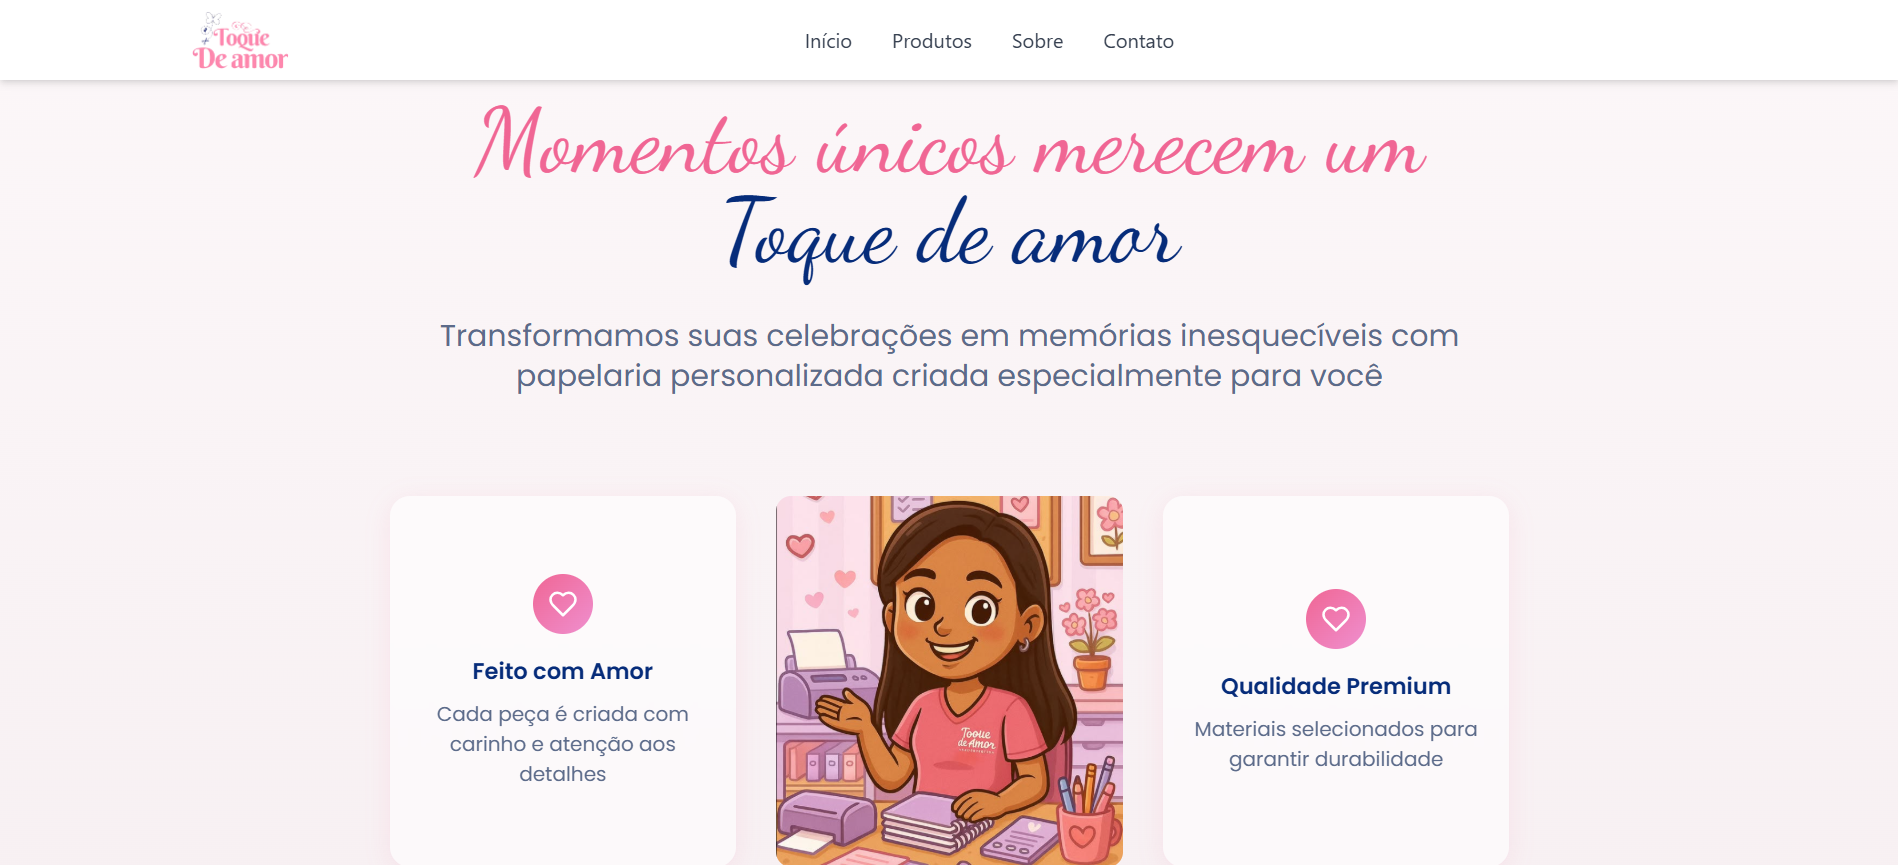 Toque
De amor
Início
Produtos
Sobre
Contato
Momentos únicos merecem um
Toque de amor
Transformamos suas celebrações em memórias inesquecíveis com
papelaria personalizada criada especialmente para você
Feito com Amor
Cada peça é criada com
carinho e atenção aos
detalhes
Toque
de Amor
Qualidade Premium
Materiais selecionados para
garantir durabilidade